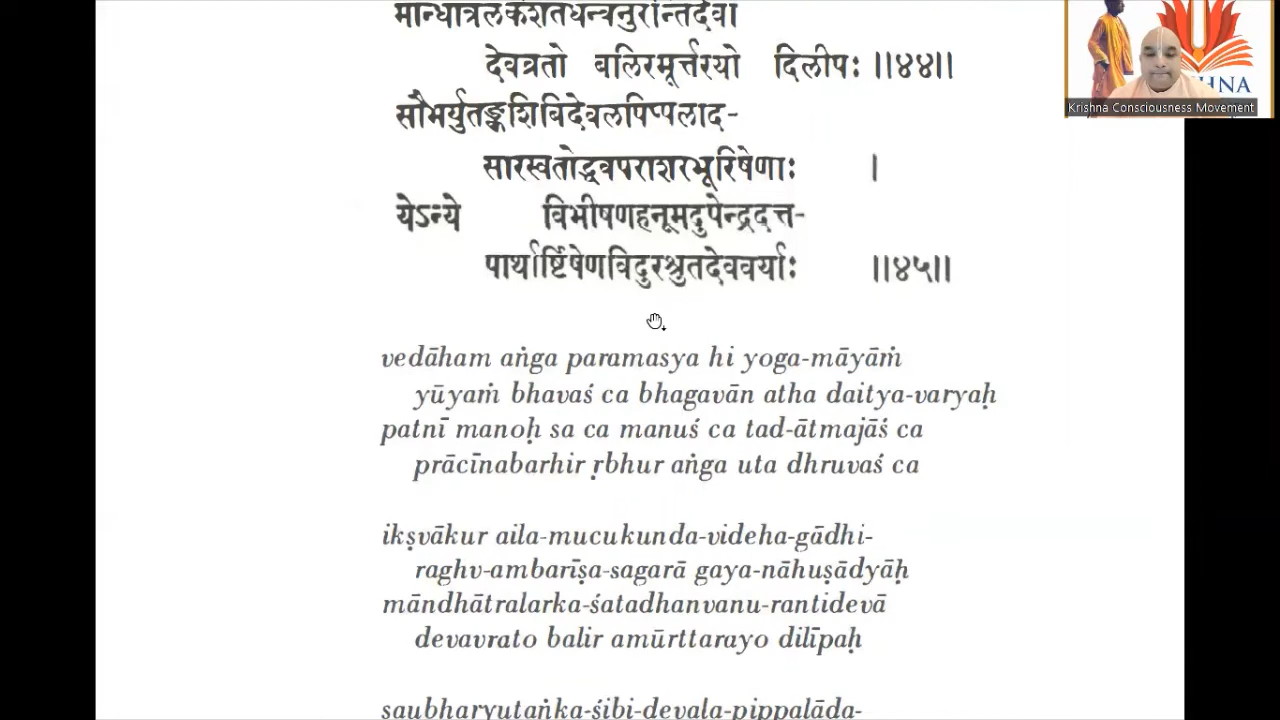 मान्धात्रलर्कशतधन्वनुरन्तिदेवा
देवव्रतो बलिरमूर्त्तरयो दिलीपः ॥४४॥
सौभर्युतङ्कशिबिदेवलपिप्पलाद-
सारस्वतोद्धवपराशरभूरिषेणाः ।
येऽन्ये विभीषणहनूमदुपेन्द्रदत्त-
पार्थार्ष्टिषेणविदुरश्रुतदेववर्याः ॥४५॥
vedāham aṅga paramasya hi yoga-māyāṁ
yūyaṁ bhavaś ca bhagavān atha daitya-varyaḥ
patnī manoḥ sa ca manuś ca tad-ātmajāś ca
prācīnabarhir ṛbhur aṅga uta dhruvaś ca
ikṣvākur aila-mucukunda-videha-gādhi-
raghv-ambarīṣa-sagarā gaya-nāhuṣādyāḥ
māndhātralarka-śatadhanvanu-rantidevā
devavrato balir amūrttarayo dilīpaḥ
saubharyutaṅka-śibi-devala-pippalāda-
Krishna Consciousness Movement